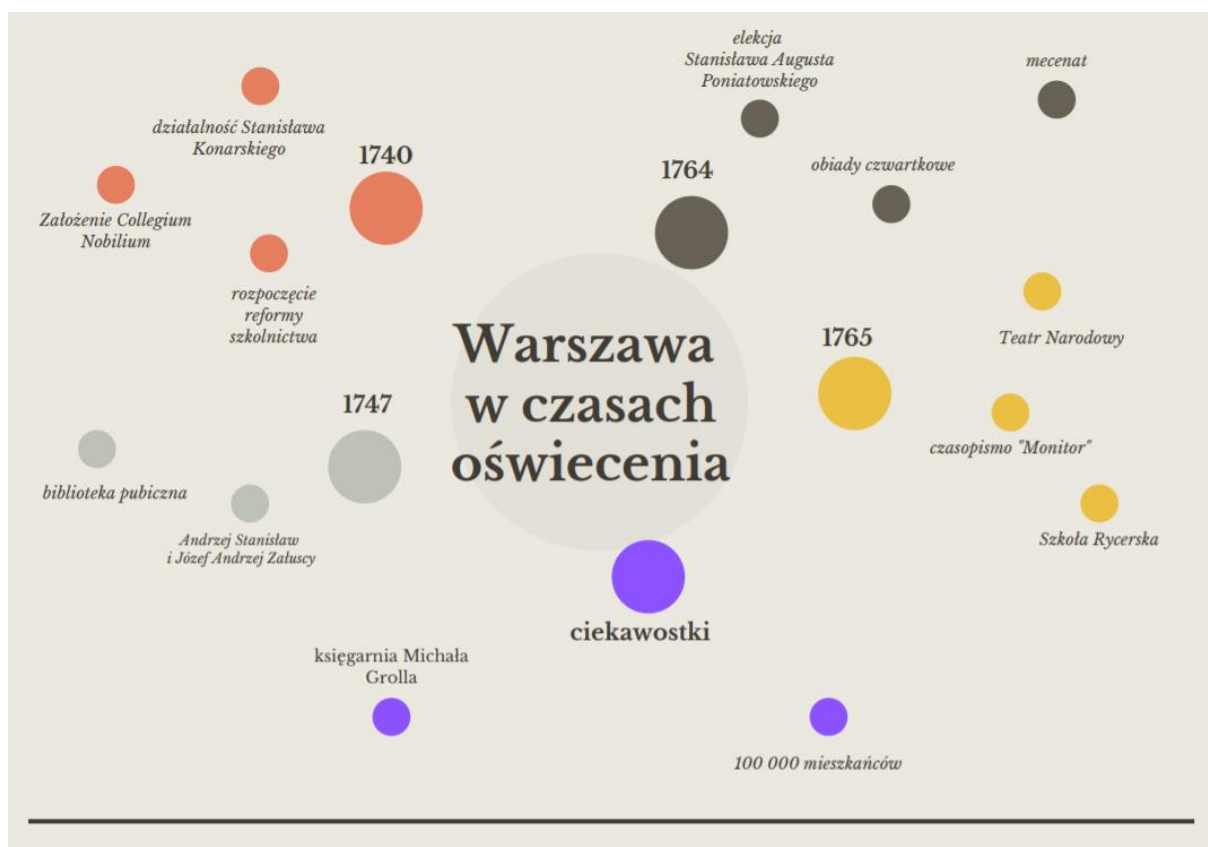 Warszawa
w czasach
oświecenia
1740
działalność Stanisława
Konarskiego
Założenie Collegium
Nobilium
rozpoczęcie
reformy
szkolnictwa
1747
biblioteka pubiczna
Andrzej Stanisław
i Józef Andrzej Załuscy
1764
elekcja
Stanisława Augusta
Poniatowskiego
obiady czwartkowe
mecenat
1765
Teatr Narodowy
czasopismo "Monitor"
Szkoła Rycerska
ciekawostki
księgarnia Michała
Grolla
100 000 mieszkańców